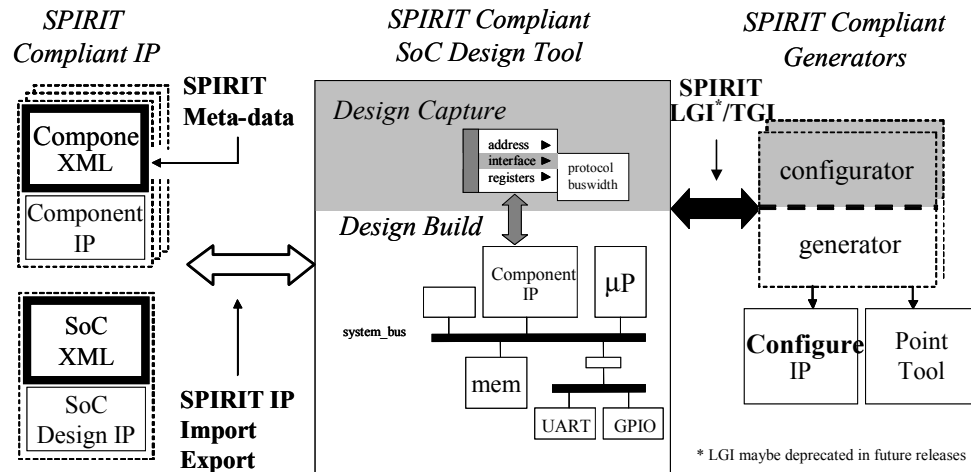 SPIRIT
Compliant IP
SPIRIT
Meta-data
Compone
XML
Component
IP
SoC
XML
SoC
Design IP
SPIRIT IP
Import
Export
SPIRIT Compliant
SoC Design Tool
Design Capture
address
interface
registers
protocol
buswidth
Design Build
Component
IP
µP
system_bus
mem
UART
GPIO
SPIRIT
LGI*/TGI
SPIRIT Compliant
Generators
configurator
generator
Configure
IP
Point
Tool
* LGI maybe deprecated in future releases